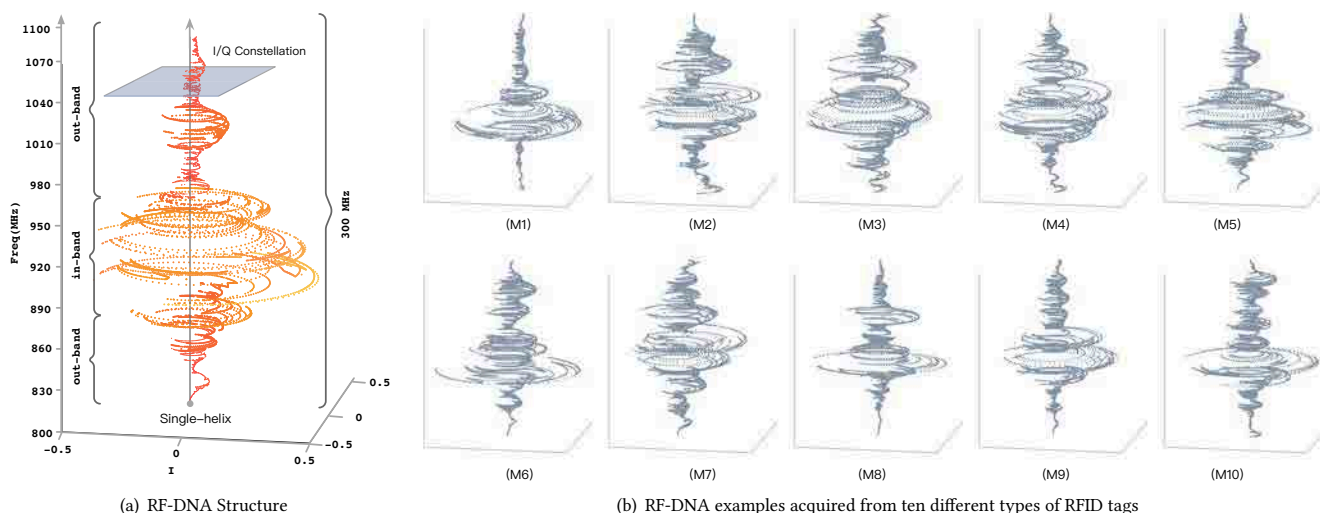 1100
1070
1040
1010
980
950
920
890
860
830
800
Freq(MHz)
out-band
in-band
out-band
I/Q Constellation
300 MHz
Single-helix
0.5
0
-0.5
-0.5
0
0.5
I
(a) RF-DNA Structure
(M1)
(M2)
(M3)
(M4)
(M5)
(M6)
(M7)
(M8)
(M9)
(M10)
(b) RF-DNA examples acquired from ten different types of RFID tags